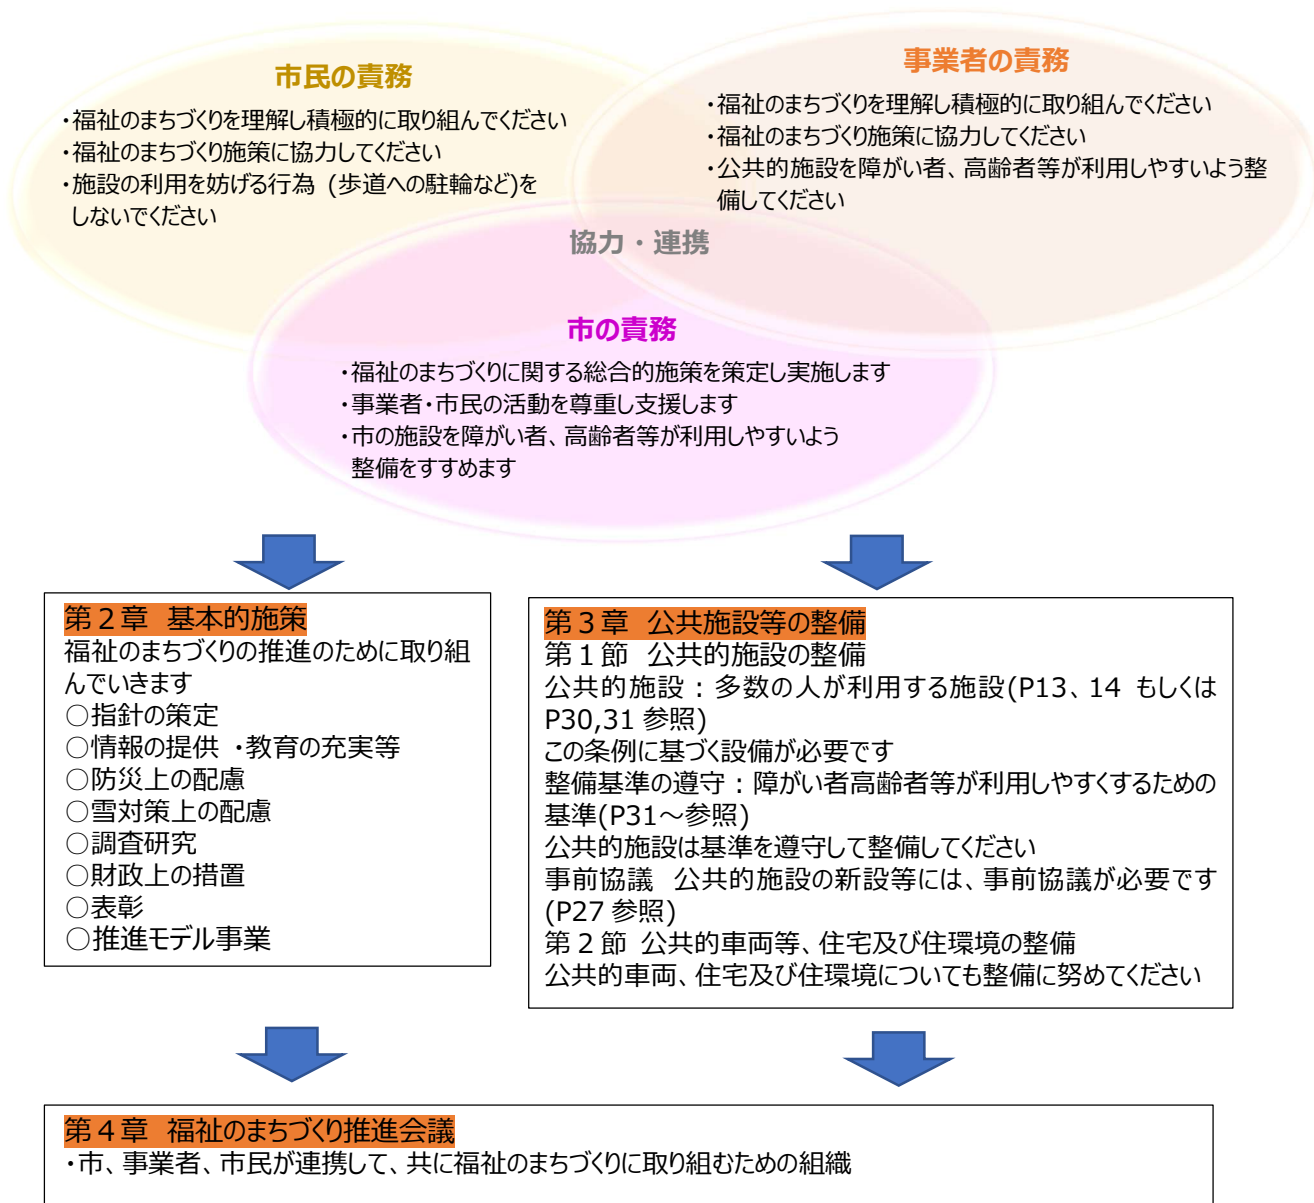 市民の責務
・福祉のまちづくりを理解し積極的に取り組んでください
・福祉のまちづくり施策に協力してください
・施設の利用を妨げる行為 (歩道への駐輪など)を
しないでください
事業者の責務
・福祉のまちづくりを理解し積極的に取り組んでください
・福祉のまちづくり施策に協力してください
・公共的施設を障がい者、高齢者等が利用しやすいよう整
備してください
協力・連携
市の責務
・福祉のまちづくりに関する総合的施策を策定し実施します
・事業者・市民の活動を尊重し支援します
・市の施設を障がい者、高齢者等が利用しやすいよう
整備をすすめます
第2章 基本的施策
福祉のまちづくりの推進のために取り組
んでいきます
○指針の策定
○情報の提供 ・教育の充実等
○防災上の配慮
○雪対策上の配慮
○調査研究
○財政上の措置
○表彰
○推進モデル事業
第3章 公共施設等の整備
第1節 公共的施設の整備
公共的施設:多数の人が利用する施設(P13、14 もしくは
P30,31 参照)
この条例に基づく設備が必要です
整備基準の遵守:障がい者高齢者等が利用しやすくするための
基準(P31～参照)
公共的施設は基準を遵守して整備してください
事前協議 公共的施設の新設等には、事前協議が必要です
(P27 参照)
第2節 公共的車両等、住宅及び住環境の整備
公共的車両、住宅及び住環境についても整備に努めてください
第4章 福祉のまちづくり推進会議
・市、事業者、市民が連携して、共に福祉のまちづくりに取り組むための組織